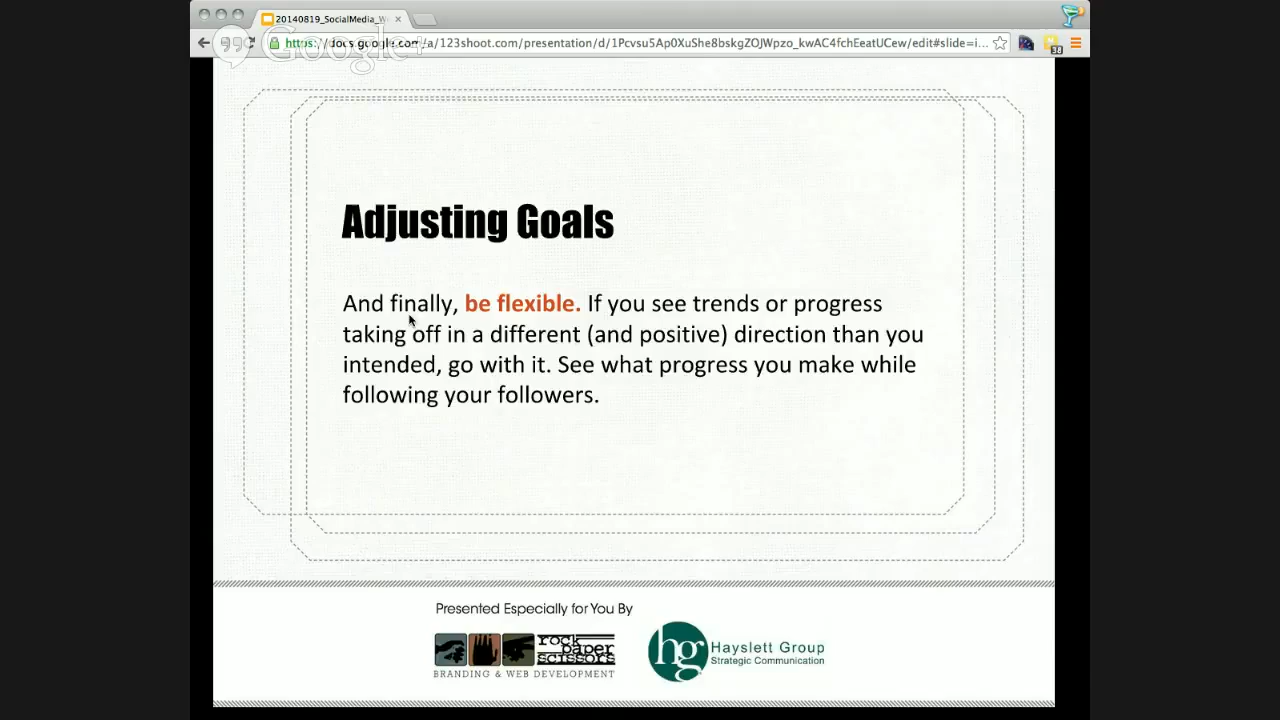 20140819_SocialMedia_W
Google+
https://docs.google.com/a/123shoot.com/presentation/d/1Pcvsu5Ap0XuShe8bskgZOJWpzo_kwAC4fchEeatUCew/edit#slide=i...
38
Adjusting Goals
And finally, be flexible. If you see trends or progress
taking off in a different (and positive) direction than you
intended, go with it. See what progress you make while
following your followers.
Presented Especially for You By
rock
paper
scissors
BRANDING & WEB DEVELOPMENT
hg
Hayslett Group
Strategic Communication